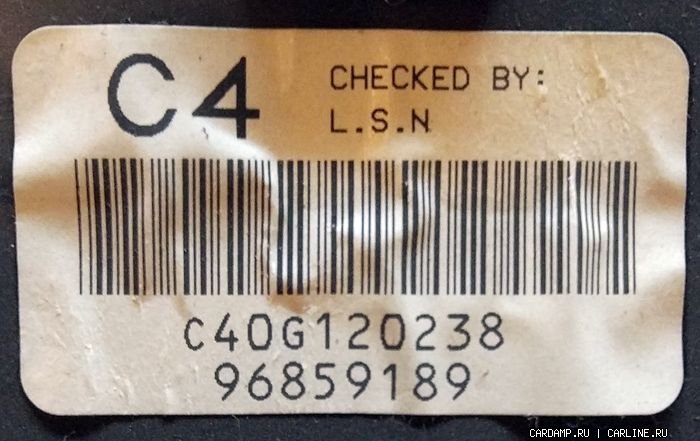 C4
CHECKED BY:
L.S.N
C40G120238
96859189
CARDAMP.RU | CARLINE.RU